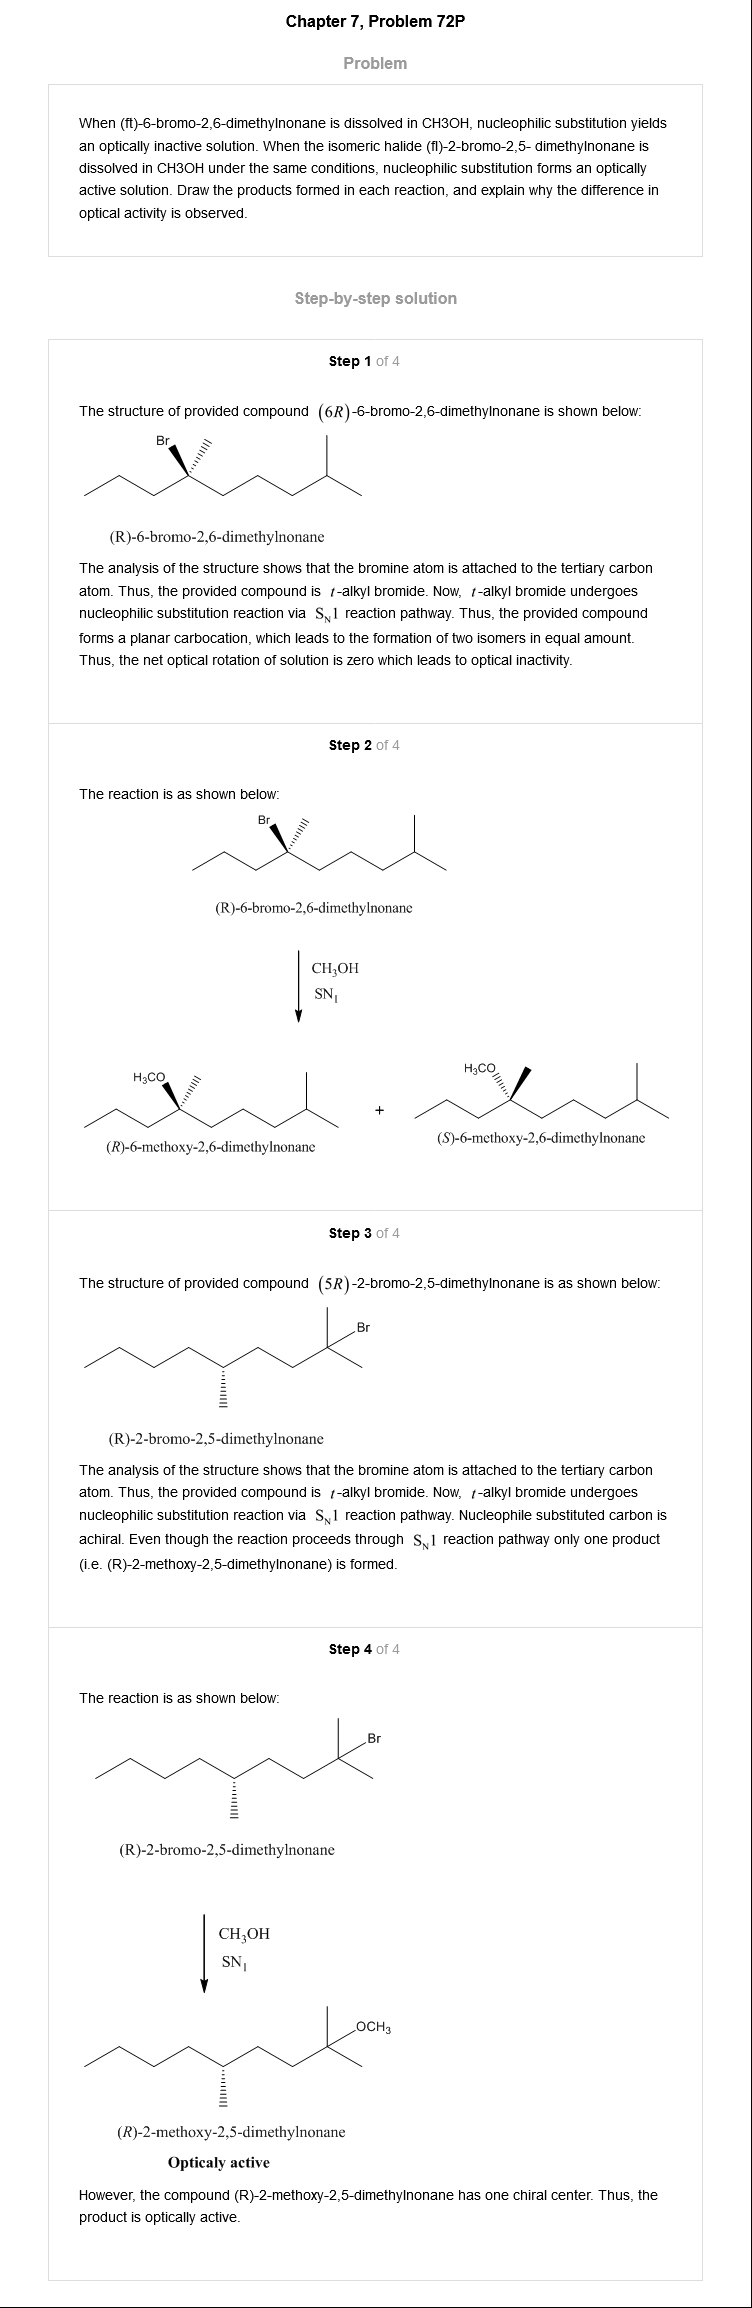 Chapter 7, Problem 72P
Problem
When (ft)-6-bromo-2,6-dimethylnonane is dissolved in CH3OH, nucleophilic substitution yields
an optically inactive solution. When the isomeric halide (fl)-2-bromo-2,5- dimethylnonane is
dissolved in CH3OH under the same conditions, nucleophilic substitution forms an optically
active solution. Draw the products formed in each reaction, and explain why the difference in
optical activity is observed.
Step-by-step solution
Step 1 of 4
The structure of provided compound (6R)-6-bromo-2,6-dimethylnonane is shown below:
Br
(R)-6-bromo-2,6-dimethylnonane
The analysis of the structure shows that the bromine atom is attached to the tertiary carbon
atom. Thus, the provided compound is t-alkyl bromide. Now, t-alkyl bromide undergoes
nucleophilic substitution reaction via SN1 reaction pathway. Thus, the provided compound
forms a planar carbocation, which leads to the formation of two isomers in equal amount.
Thus, the net optical rotation of solution is zero which leads to optical inactivity.
Step 2 of 4
The reaction is as shown below:
Br
(R)-6-bromo-2,6-dimethylnonane
CH3OH
SN1
H3CO
H3CO
+
(R)-6-methoxy-2,6-dimethylnonane
(S)-6-methoxy-2,6-dimethylnonane
Step 3 of 4
The structure of provided compound (5R)-2-bromo-2,5-dimethylnonane is as shown below:
Br
(R)-2-bromo-2,5-dimethylnonane
The analysis of the structure shows that the bromine atom is attached to the tertiary carbon
atom. Thus, the provided compound is t-alkyl bromide. Now, t-alkyl bromide undergoes
nucleophilic substitution reaction via SN1 reaction pathway. Nucleophile substituted carbon is
achiral. Even though the reaction proceeds through SN1 reaction pathway only one product
(i.e. (R)-2-methoxy-2,5-dimethylnonane) is formed.
Step 4 of 4
The reaction is as shown below:
Br
(R)-2-bromo-2,5-dimethylnonane
CH3OH
SN1
OCH3
(R)-2-methoxy-2,5-dimethylnonane
Opticaly active
However, the compound (R)-2-methoxy-2,5-dimethylnonane has one chiral center. Thus, the
product is optically active.